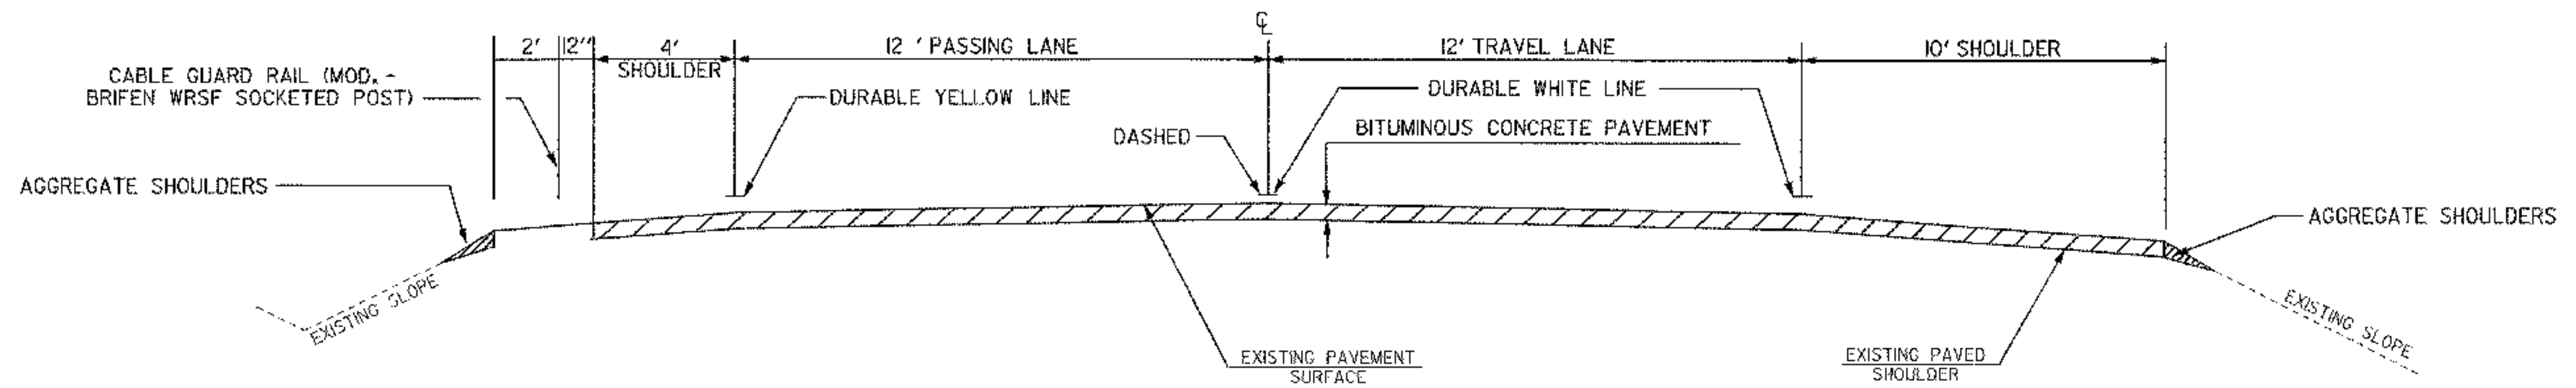 ℄
2' 12" 4' 12 ' PASSING LANE 12' TRAVEL LANE 10' SHOULDER
SHOULDER
CABLE GUARD RAIL (MOD. -
BRIFEN WRSF SOCKETED POST)
DURABLE YELLOW LINE
DURABLE WHITE LINE
DASHED
BITUMINOUS CONCRETE PAVEMENT
AGGREGATE SHOULDERS
AGGREGATE SHOULDERS
EXISTING SLOPE
EXISTING SLOPE
EXISTING PAVEMENT
SURFACE
EXISTING PAVED
SHOULDER